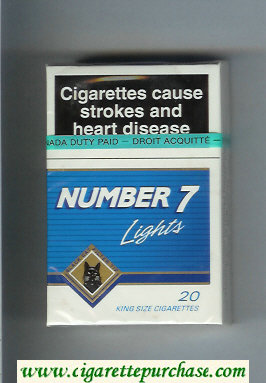 Cigarettes cause
strokes and
heart disease
NADA DUTY PAID — DROIT ACQUITTÉ —
NUMBER 7
Lights
20
KING SIZE CIGARETTES
www.cigarettepurchase.com